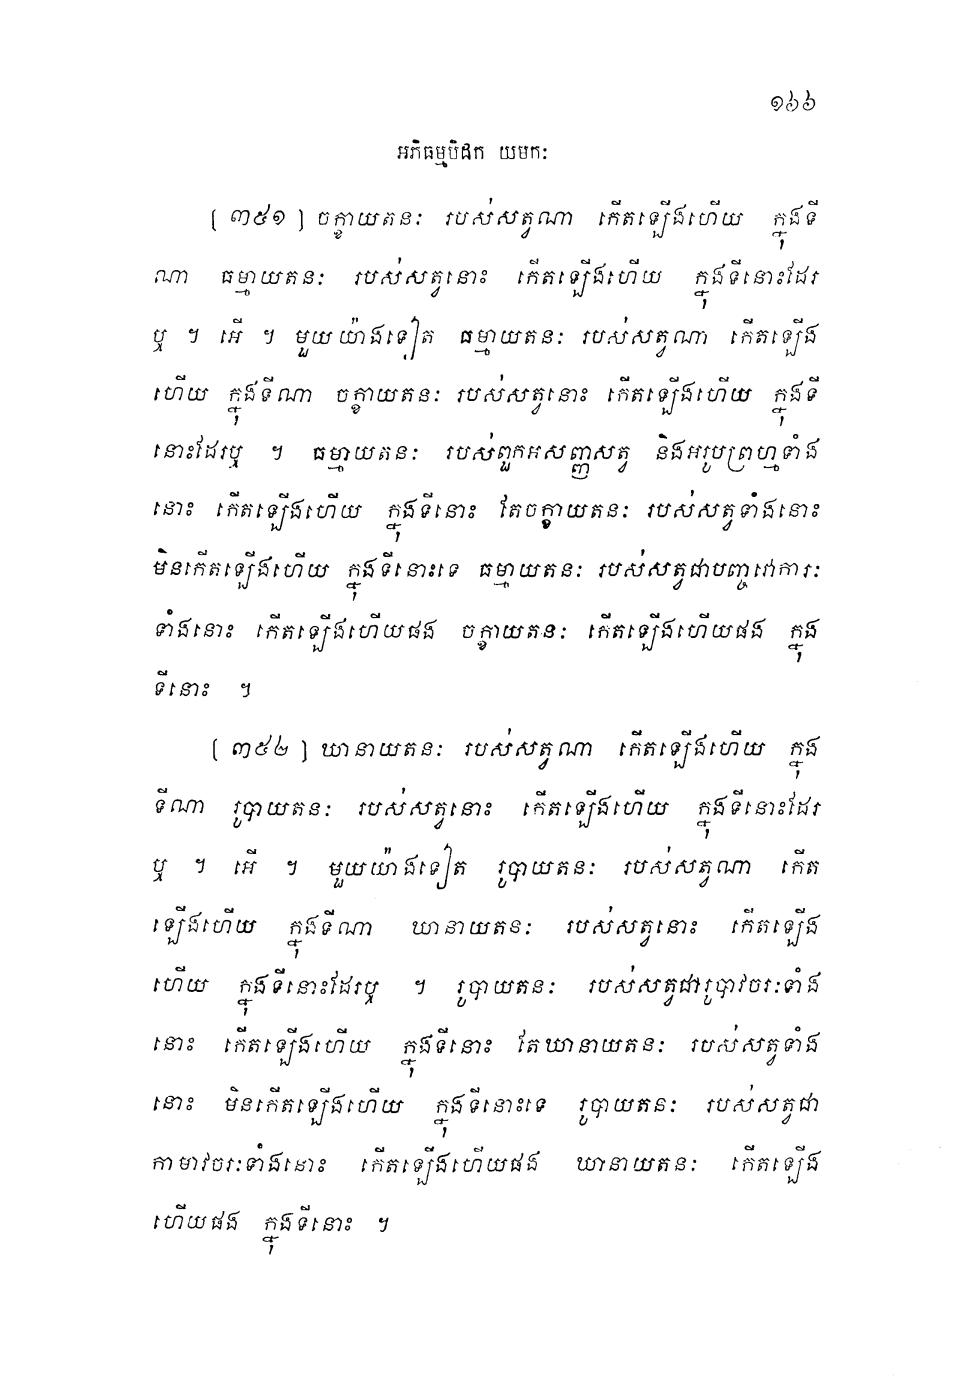 ១៦៦
អភិធម្មបិដក យមកៈ
(៣៥១) ចក្ខាយតនៈ របស់សត្វណា កើតឡើងហើយ ក្នុងទី
ណា ធម្មាយតនៈ របស់សត្វនោះ កើតឡើងហើយ ក្នុងទីនោះដែរ
ឬ ។ អើ ។ មួយយ៉ាងទៀត ធម្មាយតនៈ របស់សត្វណា កើតឡើង
ហើយ ក្នុងទីណា ចក្ខាយតនៈ របស់សត្វនោះ កើតឡើងហើយ ក្នុងទី
នោះដែរឬ ។ ធម្មាយតនៈ របស់ពួកអសញ្ញសត្វ និងអរូបព្រហ្មទាំង
នោះ កើតឡើងហើយ ក្នុងទីនោះ តែចក្ខាយតនៈ របស់សត្វទាំងនោះ
មិនកើតឡើងហើយ ក្នុងទីនោះទេ ធម្មាយតនៈ របស់សត្វជាបញ្ចវោការៈ
ទាំងនោះ កើតឡើងហើយផង ចក្ខាយតនៈ កើតឡើងហើយផង ក្នុង
ទីនោះ ។
(៣៥២) ឃានាយតនៈ របស់សត្វណា កើតឡើងហើយ ក្នុង
ទីណា រូបាយតនៈ របស់សត្វនោះ កើតឡើងហើយ ក្នុងទីនោះដែរ
ឬ ។ អើ ។ មួយយ៉ាងទៀត រូបាយតនៈ របស់សត្វណា កើត
ឡើងហើយ ក្នុងទីណា ឃានាយតនៈ របស់សត្វនោះ កើតឡើង
ហើយ ក្នុងទីនោះដែរឬ ។ រូបាយតនៈ របស់សត្វជារូបាវចរៈទាំង
នោះ កើតឡើងហើយ ក្នុងទីនោះ តែឃានាយតនៈ របស់សត្វទាំង
នោះ មិនកើតឡើងហើយ ក្នុងទីនោះទេ រូបាយតនៈ របស់សត្វជា
កាមាវចរៈទាំងនោះ កើតឡើងហើយផង ឃានាយតនៈ កើតឡើង
ហើយផង ក្នុងទីនោះ ។